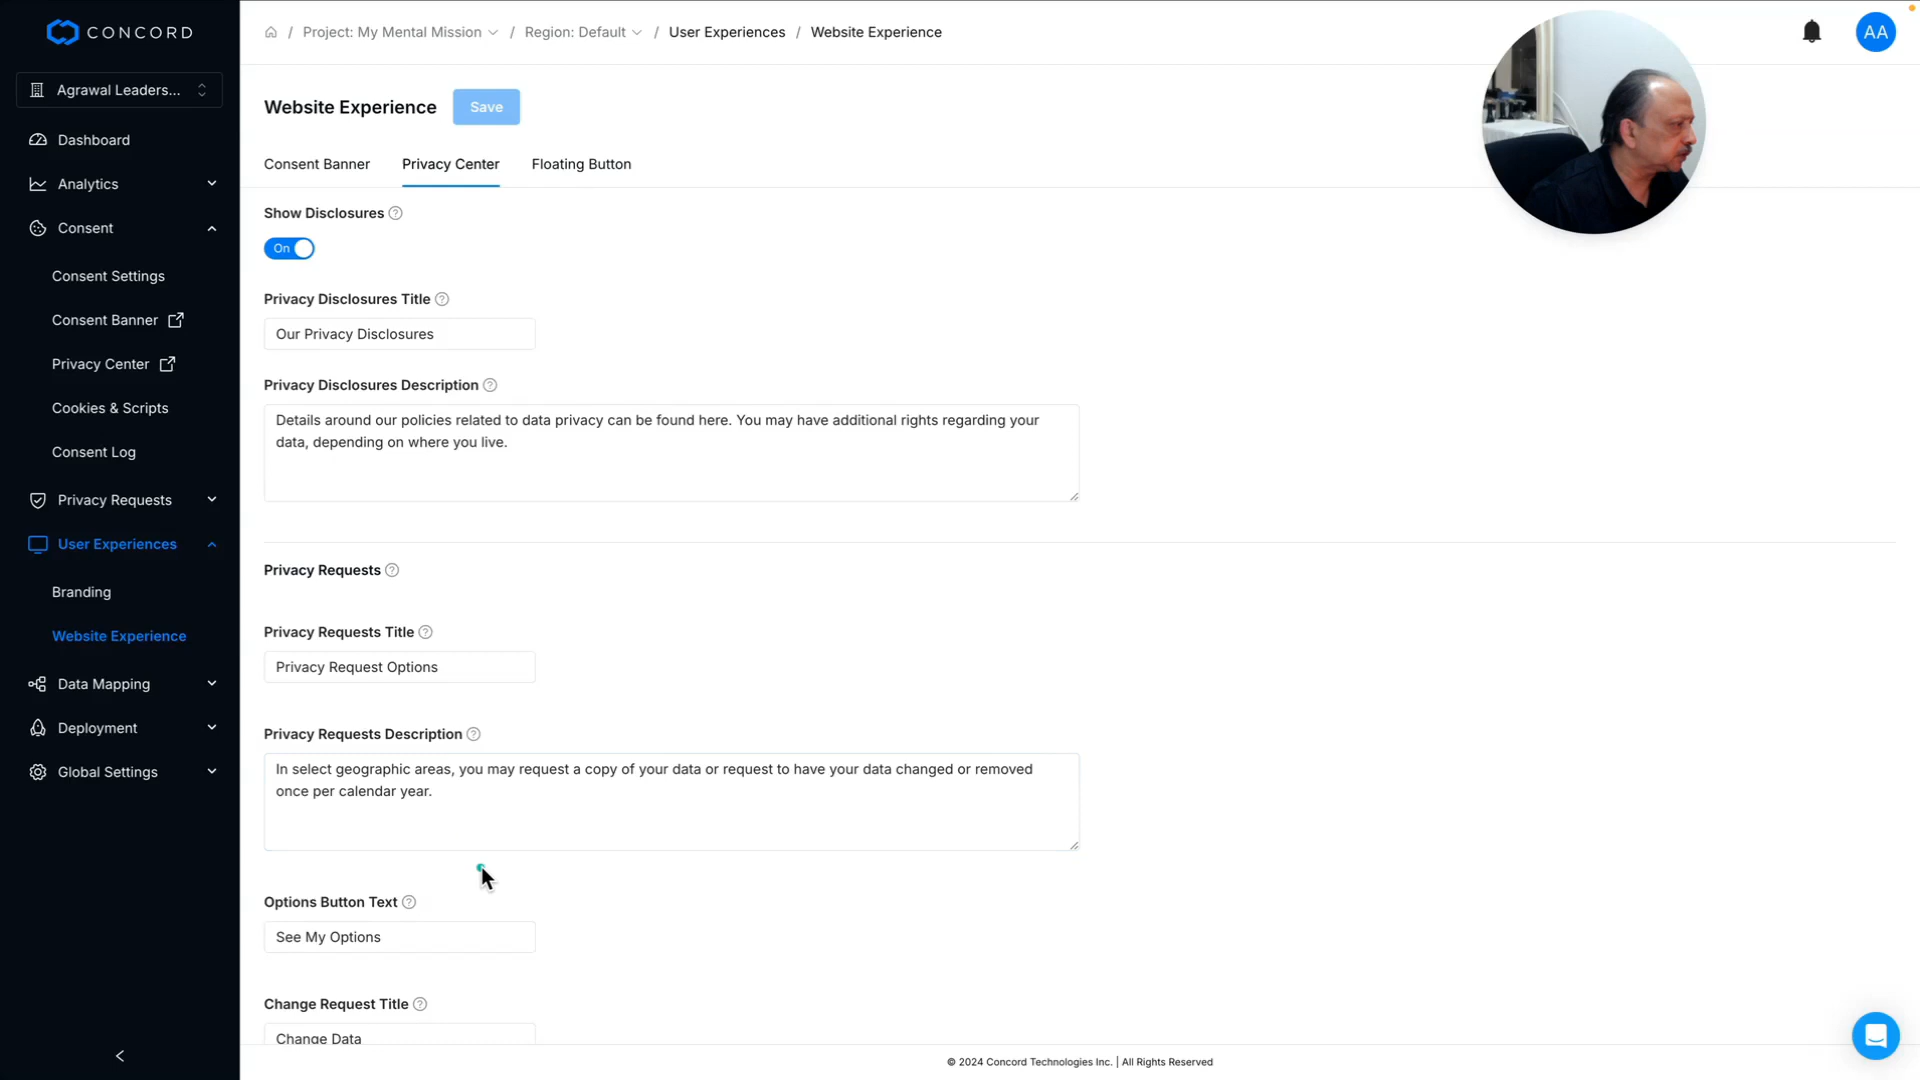 CONCORD
Agrawal Leaders...
Dashboard
Analytics
Consent
Consent Settings
Consent Banner
Privacy Center
Cookies & Scripts
Consent Log
Privacy Requests
User Experiences
Branding
Website Experience
Data Mapping
Deployment
Global Settings
/ Project: My Mental Mission / Region: Default / User Experiences / Website Experience
AA
Website Experience
Save
Consent Banner
Privacy Center
Floating Button
Show Disclosures
On
Privacy Disclosures Title
Our Privacy Disclosures
Privacy Disclosures Description
Details around our policies related to data privacy can be found here. You may have additional rights regarding your
data, depending on where you live.
Privacy Requests
Privacy Requests Title
Privacy Request Options
Privacy Requests Description
In select geographic areas, you may request a copy of your data or request to have your data changed or removed
once per calendar year.
Options Button Text
See My Options
Change Request Title
Change Data
© 2024 Concord Technologies Inc. | All Rights Reserved